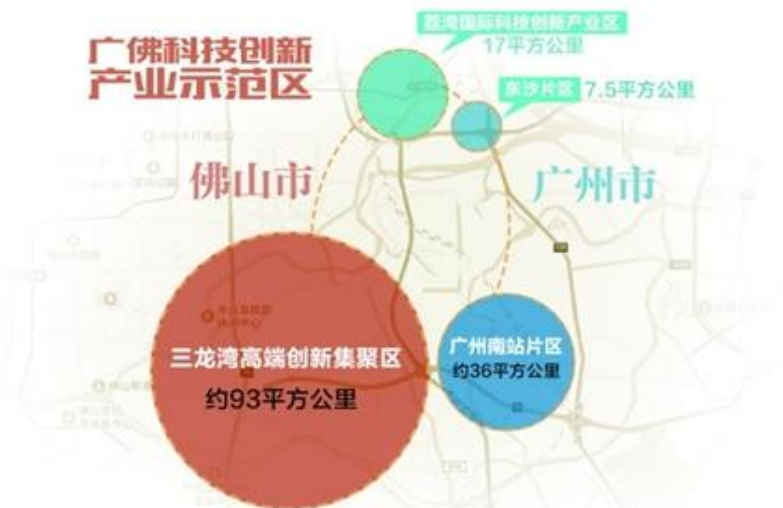 广佛科技创新
产业示范区
荔湾国际科技创新产业区
17平方公里
东沙片区 7.5平方公里
佛山市
广州市
三龙湾高端创新集聚区
约93平方公里
广州南站片区
约36平方公里